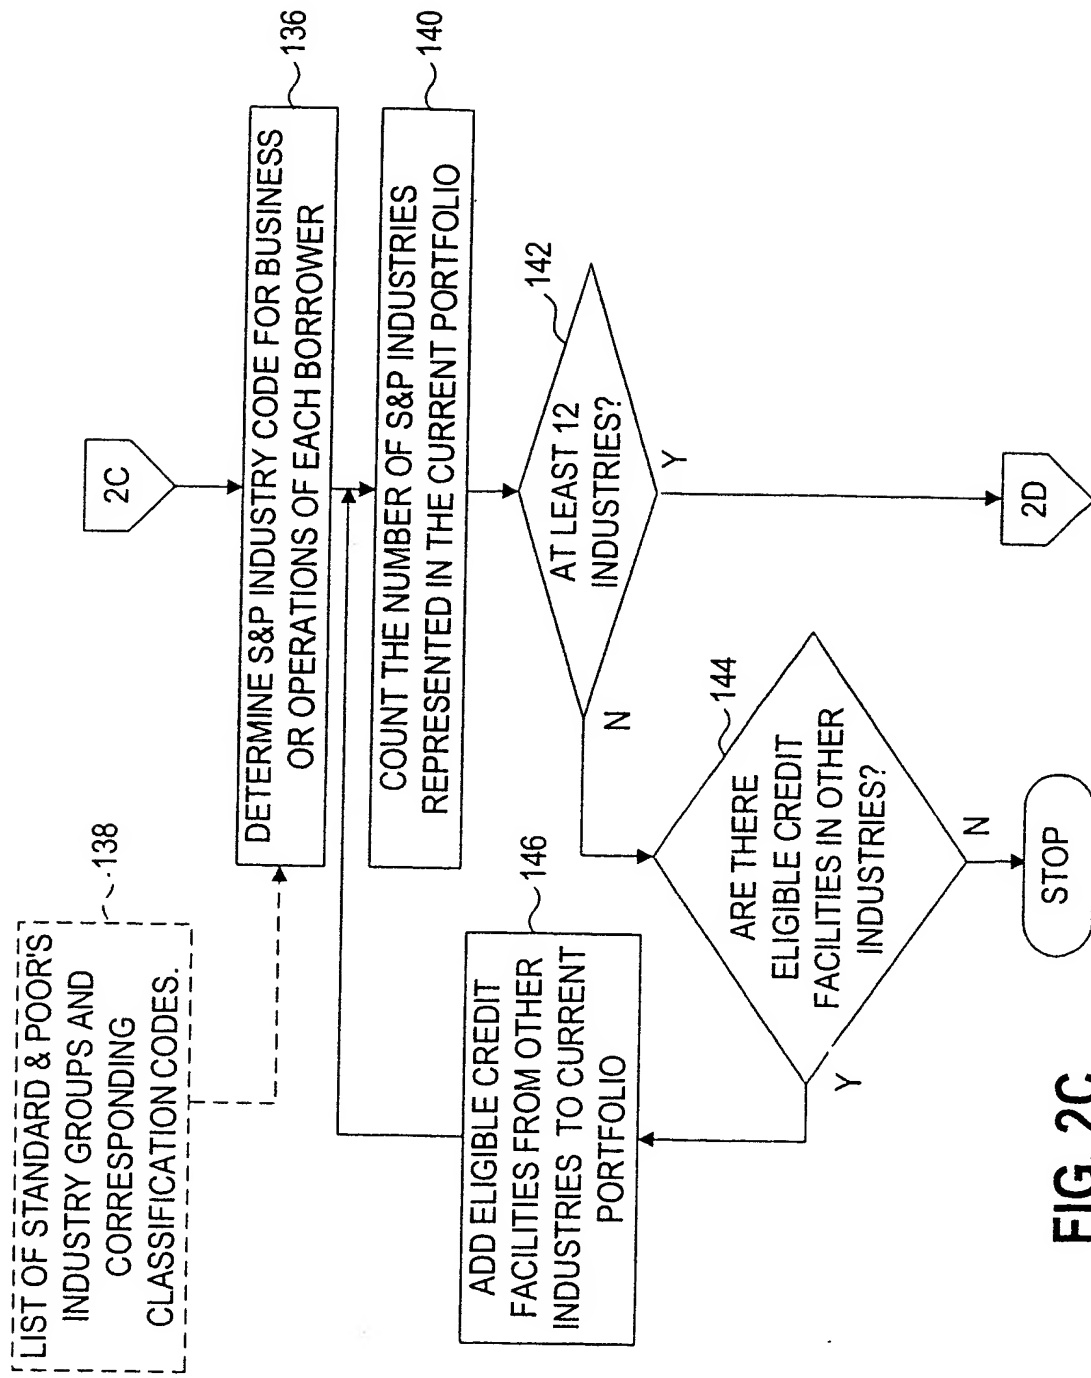 2C
LIST OF STANDARD & POOR'S
INDUSTRY GROUPS AND
CORRESPONDING
CLASSIFICATION CODES.
138
DETERMINE S&P INDUSTRY CODE FOR BUSINESS
OR OPERATIONS OF EACH BORROWER
136
COUNT THE NUMBER OF S&P INDUSTRIES
REPRESENTED IN THE CURRENT PORTFOLIO
140
AT LEAST 12
INDUSTRIES?
142
N
Y
ADD ELIGIBLE CREDIT
FACILITIES FROM OTHER
INDUSTRIES TO CURRENT
PORTFOLIO
146
ARE THERE
ELIGIBLE CREDIT
FACILITIES IN OTHER
INDUSTRIES?
144
Y
N
STOP
2D
FIG. 2C